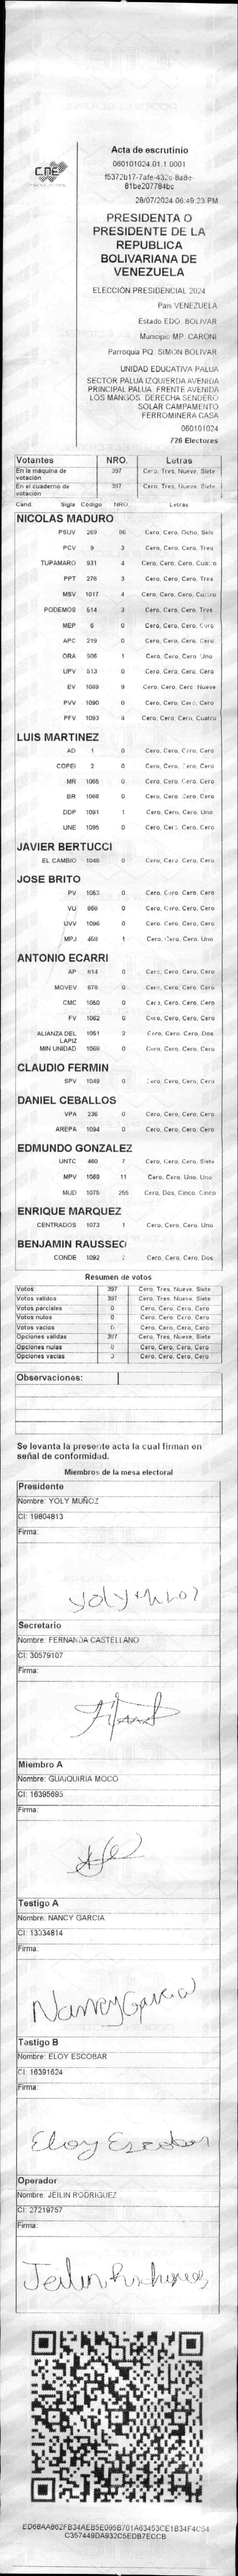 CNE
Acta de escrutinio
060101024.01.1.0001
28/07/2024 06:49:23 PM
PRESIDENTA O
PRESIDENTE DE LA
REPUBLICA
BOLIVARIANA DE
VENEZUELA
ELECCIÓN PRESIDENCIAL 2024
Pais VENEZUELA
Estado EDO. BOLIVAR
Municipio MP. CARONI
Parroquia PQ. SIMON BOLIVAR
UNIDAD EDUCATIVA PALUA
SECTOR PALUA IZQUIERDA AVENIDA
PRINCIPAL PALUA. FRENTE AVENIDA
LOS MANGOS. DERECHA SENDERO
SOLAR CAMPAMENTO
FERROMINERA CASA
060101024
726 Electores
Votantes NRO. Letras
En la máquina de votación 397 Cero, Tres, Nueve, Siete
En el cuaderno de votación 397 Cero, Tres, Nueve, Siete
Cand Sigla Código NRO. Letras
NICOLAS MADURO
PSUV 269 86 Cero, Cero, Ocho, Seis
PCV 9 3 Cero, Cero, Cero, Tres
TUPAMARO 931 4 Cero, Cero, Cero, Cuatro
PPT 276 3 Cero, Cero, Cero, Tres
MSV 1017 4 Cero, Cero, Cero, Cuatro
PODEMOS 614 3 Cero, Cero, Cero, Tres
MEP 6 0 Cero, Cero, Cero, Cero
APC 219 0 Cero, Cero, Cero, Cero
ORA 906 1 Cero, Cero, Cero, Uno
UPV 513 0 Cero, Cero, Cero, Cero
EV 1089 9 Cero, Cero, Cero, Nueve
PVV 1090 0 Cero, Cero, Cero, Cero
PFV 1093 4 Cero, Cero, Cero, Cuatro
LUIS MARTINEZ
AD 1 0 Cero, Cero, Cero, Cero
COPEI 2 0 Cero, Cero, Cero, Cero
MR 1065 0 Cero, Cero, Cero, Cero
BR 1066 0 Cero, Cero, Cero, Cero
DDP 1091 1 Cero, Cero, Cero, Uno
UNE 1095 0 Cero, Cero, Cero, Cero
JAVIER BERTUCCI
EL CAMBIO 1048 0 Cero, Cero, Cero, Cero
JOSE BRITO
PV 1063 0 Cero, Cero, Cero, Cero
VU 968 0 Cero, Cero, Cero, Cero
UVV 1096 0 Cero, Cero, Cero, Cero
MPJ 458 1 Cero, Cero, Cero, Uno
ANTONIO ECARRI
AP 814 0 Cero, Cero, Cero, Cero
MOVEV 878 0 Cero, Cero, Cero, Cero
CMC 1060 0 Cero, Cero, Cero, Cero
FV 1062 0 Cero, Cero, Cero, Cero
ALIANZA DEL LAPIZ 1051 2 Cero, Cero, Cero, Dos
MIN UNIDAD 1068 0 Cero, Cero, Cero, Cero
CLAUDIO FERMIN
SPV 1049 0 Cero, Cero, Cero, Cero
DANIEL CEBALLOS
VPA 236 0 Cero, Cero, Cero, Cero
AREPA 1094 0 Cero, Cero, Cero, Cero
EDMUNDO GONZALEZ
UNTC 460 7 Cero, Cero, Cero, Siete
MPV 1069 11 Cero, Cero, Uno, Uno
MUD 1075 255 Cero, Dos, Cinco, Cinco
ENRIQUE MARQUEZ
CENTRADOS 1073 1 Cero, Cero, Cero, Uno
BENJAMIN RAUSSEO
CONDE 1092 2 Cero, Cero, Cero, Dos
Resumen de votos
Votos 397 Cero, Tres, Nueve, Siete
Votos validos 397 Cero, Tres, Nueve, Siete
Votos parciales 0 Cero, Cero, Cero, Cero
Votos nulos 0 Cero, Cero, Cero, Cero
Votos vacios 0 Cero, Cero, Cero, Cero
Opciones validas 397 Cero, Tres, Nueve, Siete
Opciones nulas 0 Cero, Cero, Cero, Cero
Opciones vacias 0 Cero, Cero, Cero, Cero
Observaciones:
Se levanta la presente acta la cual firman en
señal de conformidad.
Miembros de la mesa electoral
Presidente
Nombre: YOLY MUÑOZ
CI: 19804813
Firma:
Yoly Muñoz
Secretario
Nombre: FERNANDA CASTELLANO
CI: 30579107
Firma:
Miembro A
Nombre: GUAIQUIRIA MOCO
CI: 16395695
Firma:
Testigo A
Nombre: NANCY GARCIA
CI: 13334814
Firma:
Nancy Garcia
Testigo B
Nombre: ELOY ESCOBAR
CI: 16391624
Firma:
Eloy Escobar
Operador
Nombre: JEILIN RODRIGUEZ
CI: 27219757
Firma:
Jeilin Rodriguez